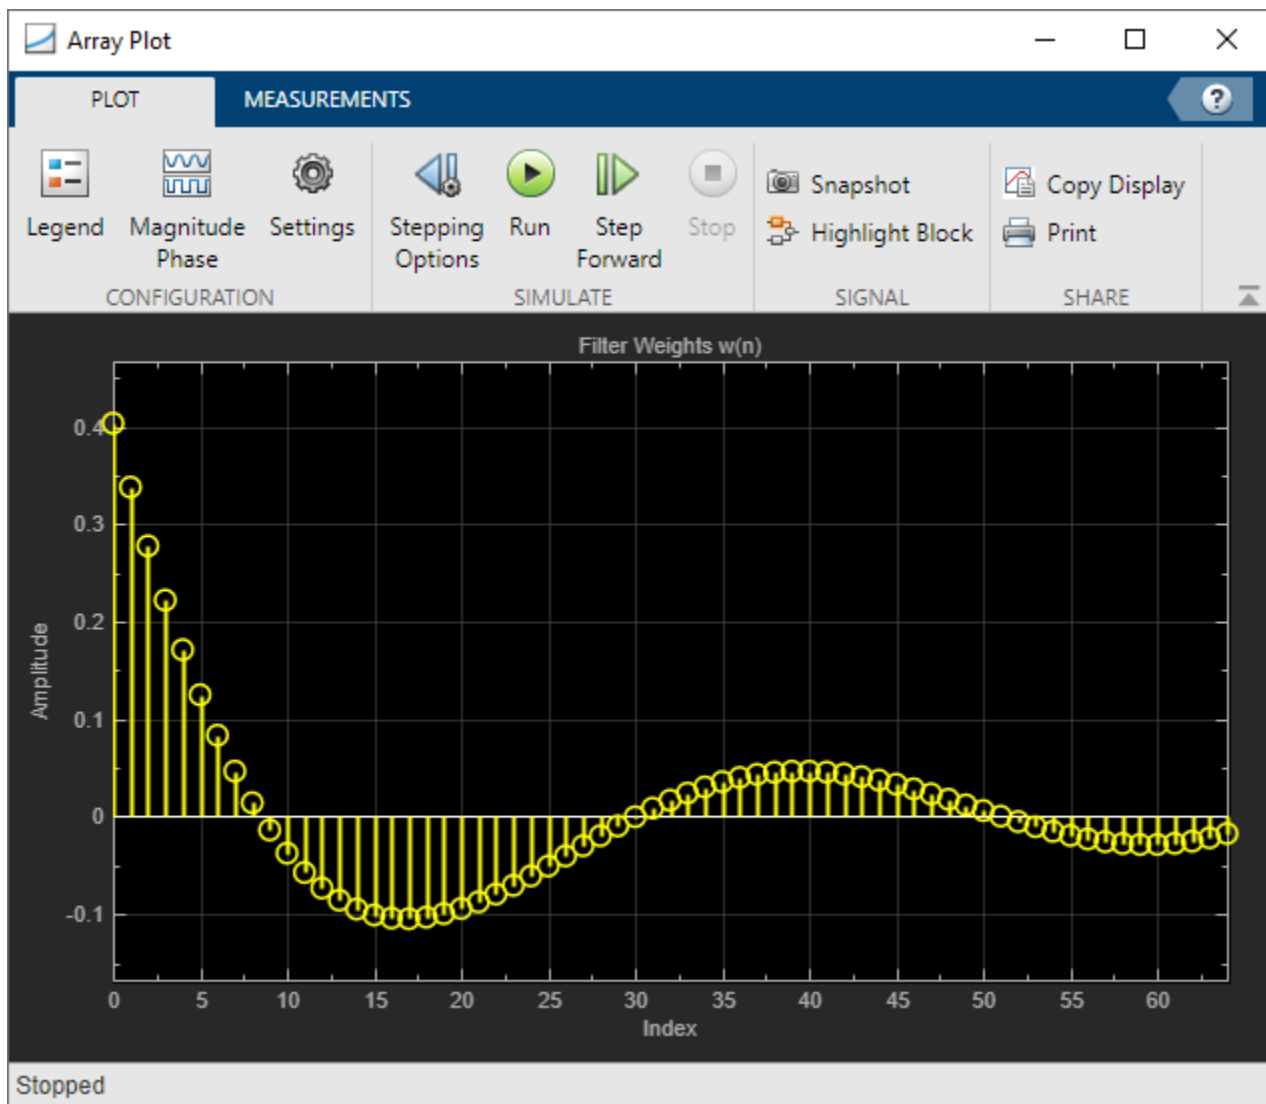 Array Plot
PLOT MEASUREMENTS ?
Legend Magnitude Phase Settings Stepping Options Run Step Forward Stop Snapshot Highlight Block Copy Display Print
CONFIGURATION SIMULATE SIGNAL SHARE
Filter Weights w(n)
0.4
0.3
0.2
0.1
0
-0.1
Amplitude
0 5 10 15 20 25 30 35 40 45 50 55 60
Index
Stopped